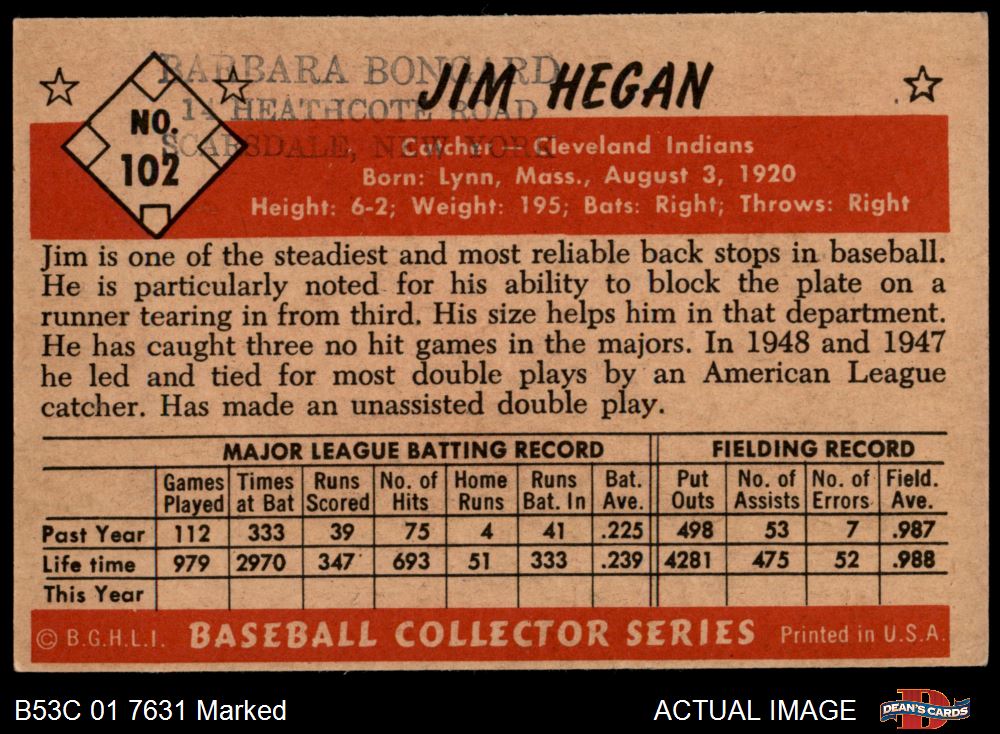 BARBARA BONGARD
14 HEATHCOTE ROAD
SCARSDALE, NEW YORK
JIM HEGAN
NO.
102
Catcher — Cleveland Indians
Born: Lynn, Mass., August 3, 1920
Height: 6-2; Weight: 195; Bats: Right; Throws: Right
Jim is one of the steadiest and most reliable back stops in baseball.
He is particularly noted for his ability to block the plate on a
runner tearing in from third. His size helps him in that department.
He has caught three no hit games in the majors. In 1948 and 1947
he led and tied for most double plays by an American League
catcher. Has made an unassisted double play.
MAJOR LEAGUE BATTING RECORD FIELDING RECORD
Games Times Runs No. of Home Runs Bat. Put No. of No. of Field.
Played at Bat Scored Hits Runs Bat. In Ave. Outs Assists Errors Ave.
Past Year 112 333 39 75 4 41 .225 498 53 7 .987
Life time 979 2970 347 693 51 333 .239 4281 475 52 .988
This Year
© B.G.H.L.I. BASEBALL COLLECTOR SERIES Printed in U.S.A.
B53C 01 7631 Marked ACTUAL IMAGE DEAN'S CARDS